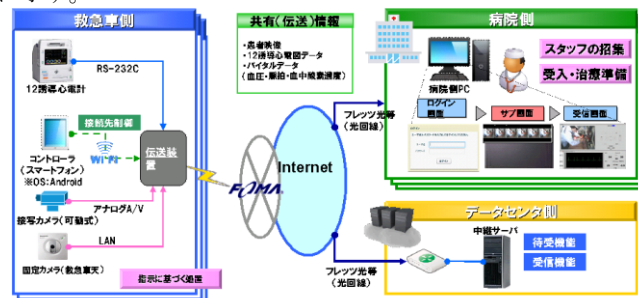 す。
救急車側
RS-232C
12誘導心電計
接続先制御
Wi Fi
コントローラ
(スマートフォン)
※OS:Android
伝送装
置
アナログA/V
接写カメラ(可動式)
LAN
固定カメラ(救急車天)
指示に基づく処置
共有(伝送)情報
・患者映像
・12誘導心電図データ
・バイタルデータ
(血圧・脈拍・血中酸素濃度)
FOMA
Internet
フレッツ光等
(光回線)
フレッツ光等
(光回線)
病院側
病院側PC
スタッフの招集
受入・治療準備
ログイン
画面
サブ画面
受信画面
データセンタ側
中継サーバ
待受機能
受信機能